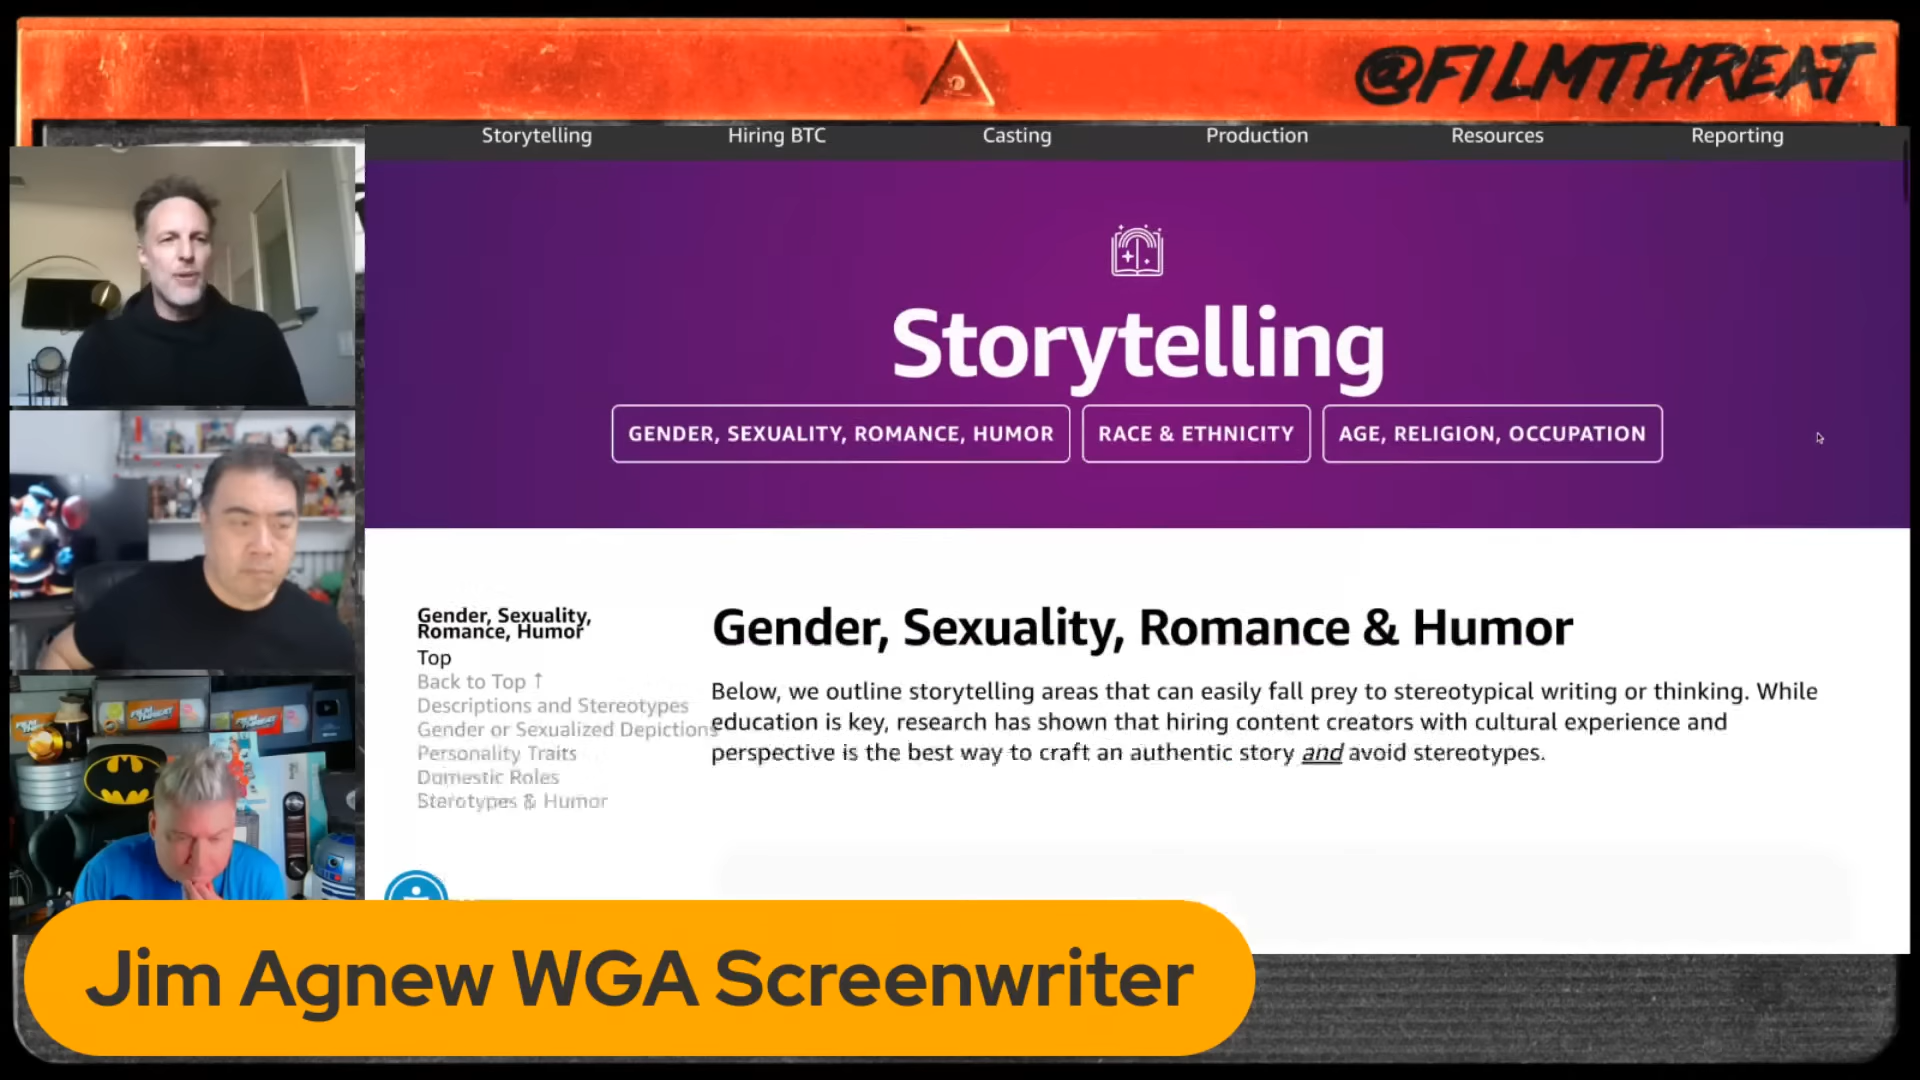 @FILMTHREAT
Storytelling
Hiring BTC
Casting
Production
Resources
Reporting
Storytelling
GENDER, SEXUALITY, ROMANCE, HUMOR
RACE & ETHNICITY
AGE, RELIGION, OCCUPATION
Gender, Sexuality,
Romance, Humor
Top
Back to Top ↑
Descriptions and Stereotypes
Gender or Sexualized Depictions
Personality Traits
Domestic Roles
Sterotypes & Humor
Gender, Sexuality, Romance & Humor
Below, we outline storytelling areas that can easily fall prey to stereotypical writing or thinking. While
education is key, research has shown that hiring content creators with cultural experience and
perspective is the best way to craft an authentic story and avoid stereotypes.
Jim Agnew WGA Screenwriter